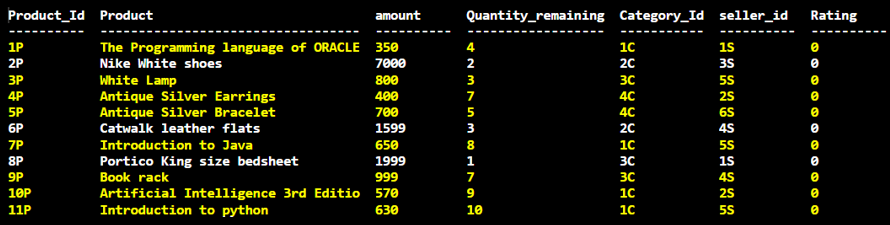 Product_Id Product amount Quantity_remaining Category_Id seller_id Rating
---------- ---------------------------------- ---------- ------------------ ----------- ---------- ----------
1P The Programming language of ORACLE 350 4 1C 1S 0
2P Nike White shoes 7000 2 2C 3S 0
3P White Lamp 800 3 3C 5S 0
4P Antique Silver Earrings 400 7 4C 2S 0
5P Antique Silver Bracelet 700 5 4C 6S 0
6P Catwalk leather flats 1599 3 2C 4S 0
7P Introduction to Java 650 8 1C 5S 0
8P Portico King size bedsheet 1999 1 3C 1S 0
9P Book rack 999 7 3C 4S 0
10P Artificial Intelligence 3rd Editio 570 9 1C 2S 0
11P Introduction to python 630 10 1C 5S 0